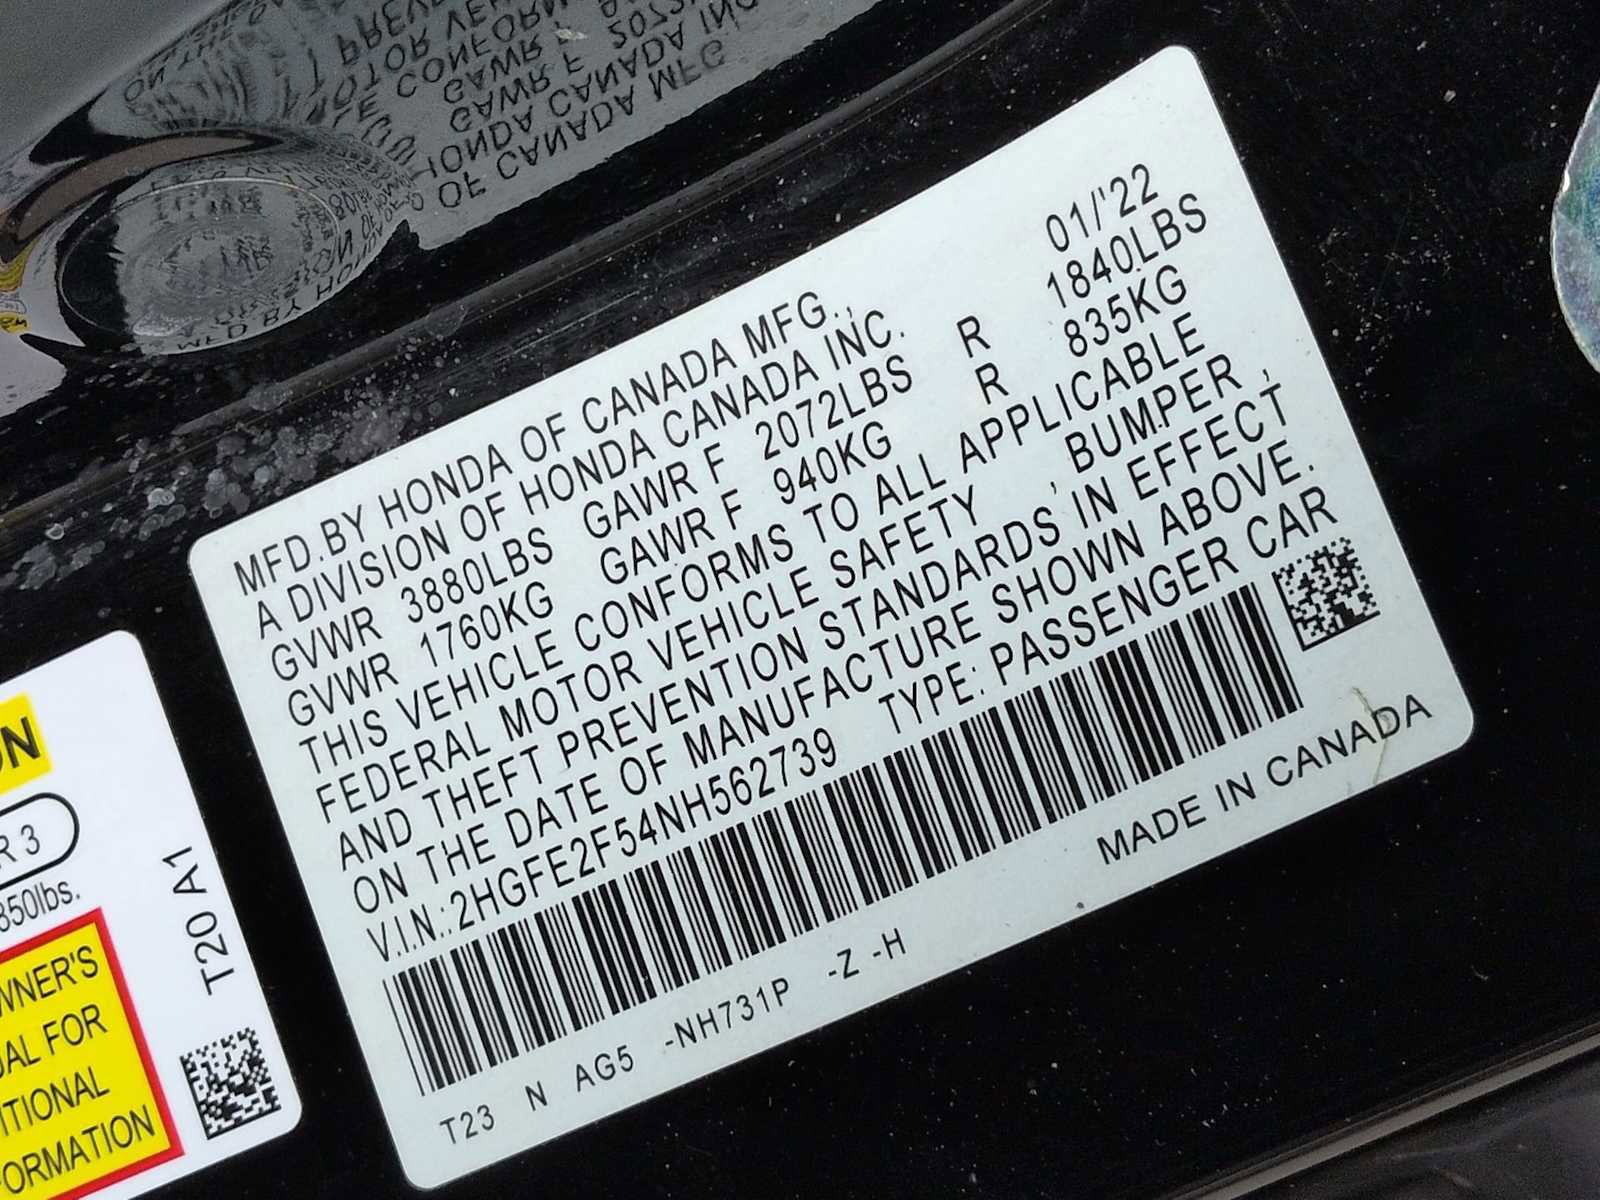 MFD.BY HONDA OF CANADA MFG., 01/'22
A DIVISION OF HONDA CANADA INC.
GVWR 3880LBS GAWR F 2072LBS R 1840LBS
GVWR 1760KG GAWR F 940KG R 835KG
THIS VEHICLE CONFORMS TO ALL APPLICABLE
FEDERAL MOTOR VEHICLE SAFETY , BUMPER ,
AND THEFT PREVENTION STANDARDS IN EFFECT
ON THE DATE OF MANUFACTURE SHOWN ABOVE.
V.I.N.:2HGFE2F54NH562739 TYPE: PASSENGER CAR
MADE IN CANADA
T23 N AG5 -NH731P -Z -H
R 3
850lbs.
T20 A1
FOR